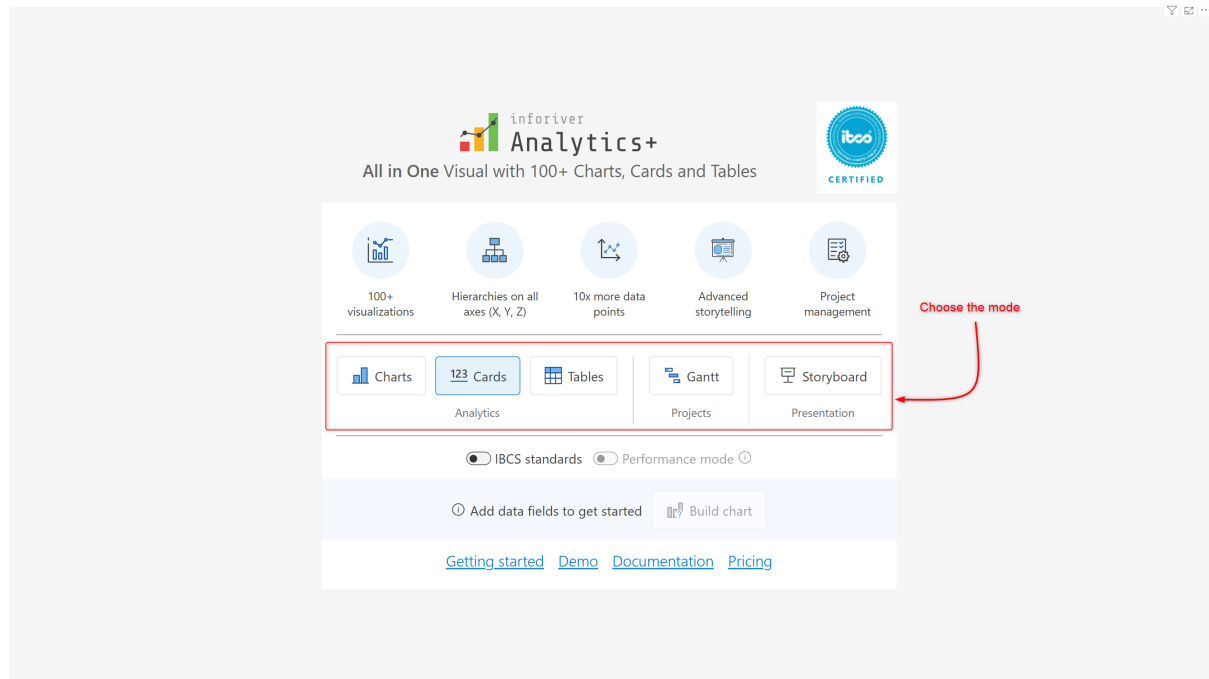 inforiver
Analytics+
All in One Visual with 100+ Charts, Cards and Tables
ibcs
CERTIFIED
100+
visualizations
Hierarchies on all
axes (X, Y, Z)
10x more data
points
Advanced
storytelling
Project
management
Choose the mode
Charts
123 Cards
Tables
Gantt
Storyboard
Analytics
Projects
Presentation
IBCS standards
Performance mode
Add data fields to get started
Build chart
Getting started Demo Documentation Pricing